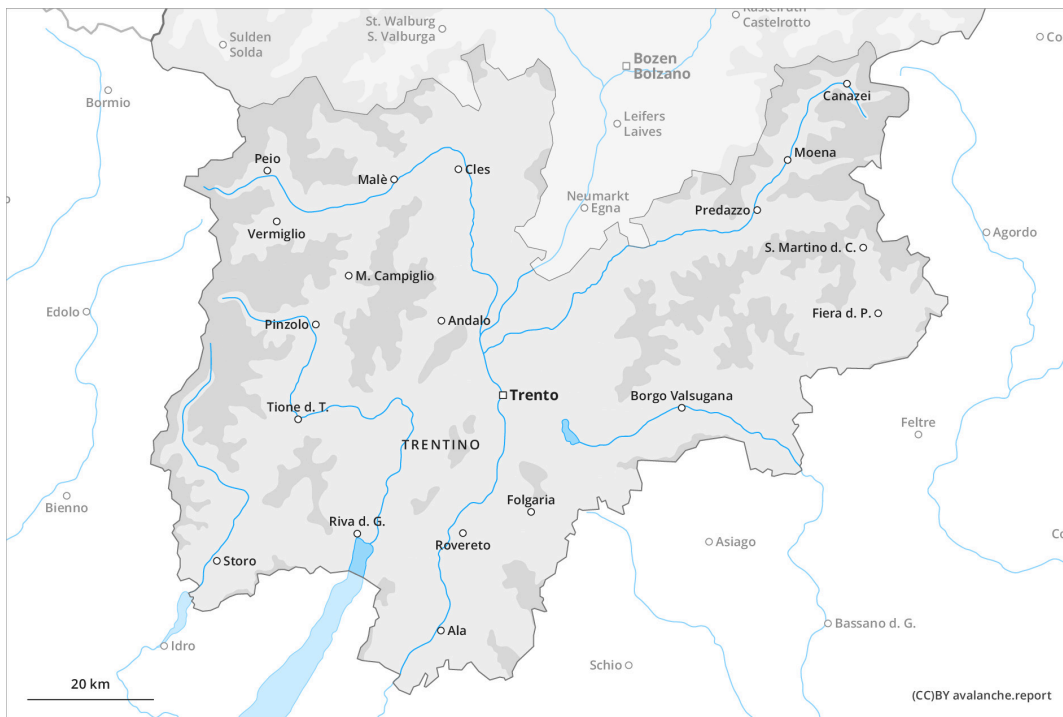 Kastelruth
Castelrotto
St. Walburg
S. Valburga
Sulden
Solda
Bozen
Bolzano
Bormio
Canazei
Leifers
Laives
Moena
Peio
Malè
Cles
Neumarkt
Egna
Predazzo
Vermiglio
Agordo
S. Martino d. C.
M. Campiglio
Edolo
Pinzolo
Andalo
Fiera d. P.
Trento
Borgo Valsugana
Tione d. T.
Feltre
TRENTINO
Bienno
Folgaria
Riva d. G.
Rovereto
Asiago
Storo
Ala
Bassano d. G.
Idro
Schio
20 km
(CC)BY avalanche.report